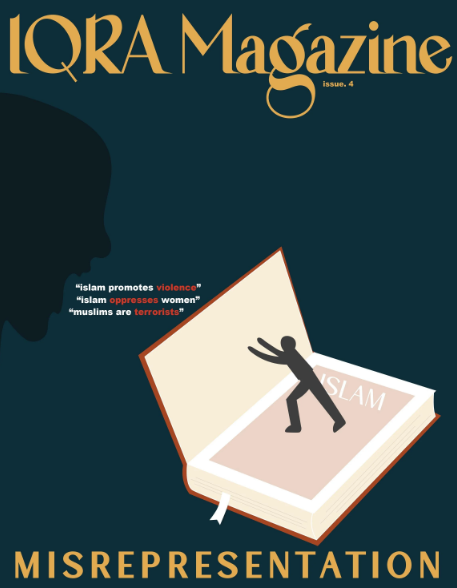 IQRA Magazine
issue. 4
“islam promotes violence”
“islam oppresses women”
“muslims are terrorists”
ISLAM
MISREPRESENTATION